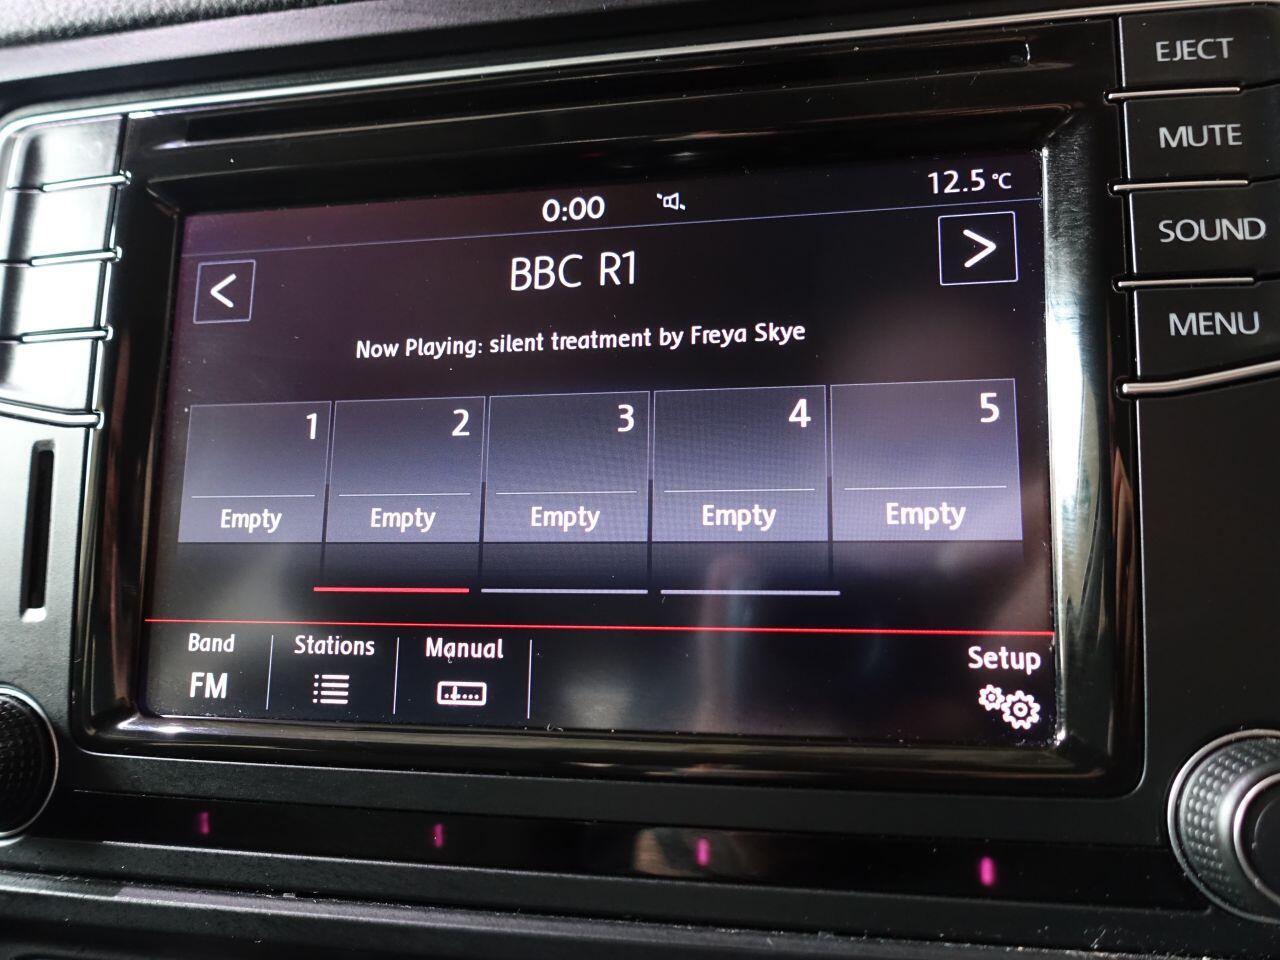 EJECT
MUTE
SOUND
MENU
0:00
12.5 °C
<
BBC R1
>
Now Playing: silent treatment by Freya Skye
1
2
3
4
5
Empty
Empty
Empty
Empty
Empty
Band
FM
Stations
Manual
Setup